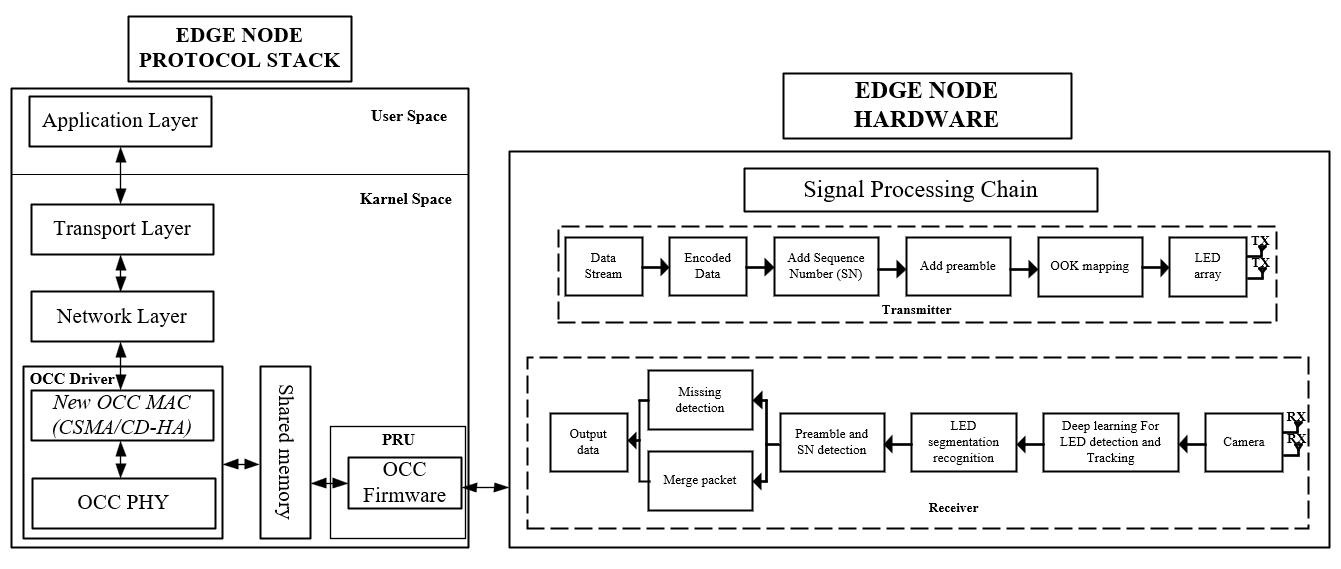 EDGE NODE
PROTOCOL STACK
Application Layer
User Space
Karnel Space
Transport Layer
Network Layer
OCC Driver
New OCC MAC
(CSMA/CD-HA)
OCC PHY
Shared memory
PRU
OCC
Firmware
EDGE NODE
HARDWARE
Signal Processing Chain
Data
Stream
Encoded
Data
Add Sequence
Number (SN)
Add preamble
OOK mapping
LED
array
TX
TX
Transmitter
Missing
detection
Output
data
Merge packet
Preamble and
SN detection
LED
segmentation
recognition
Deep learning For
LED detection and
Tracking
Camera
RX
RX
Receiver